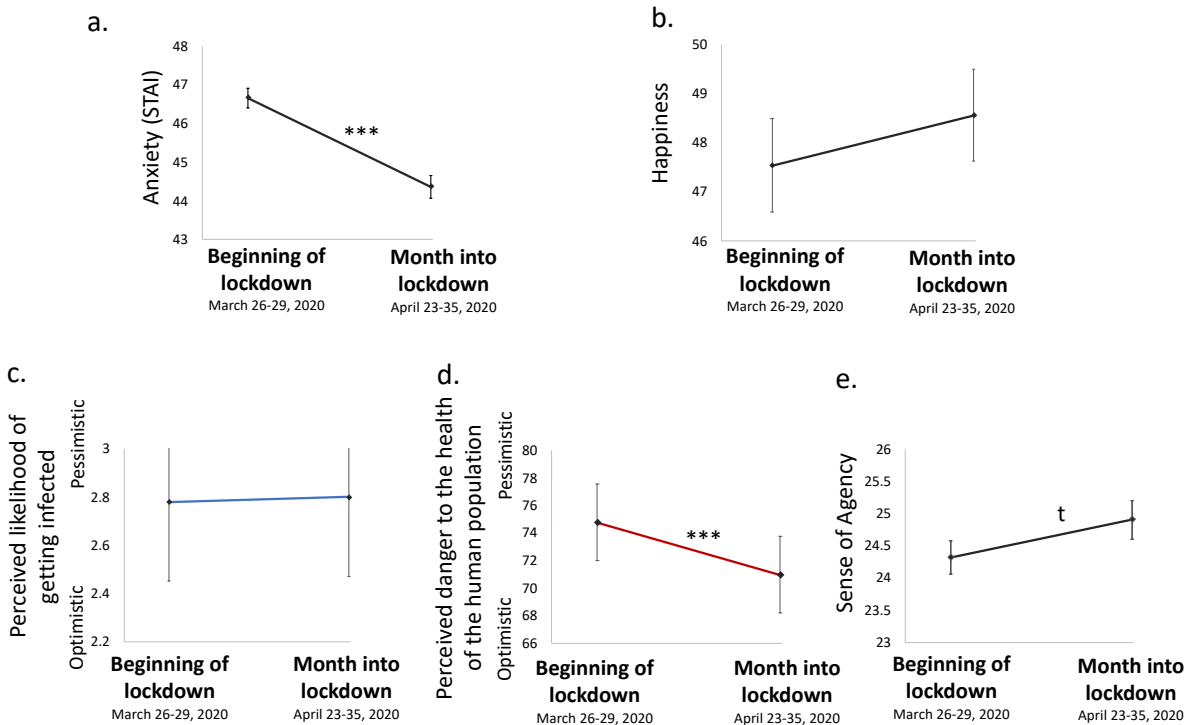 a.
Anxiety (STAI)
48
47
46
45
44
43
***
Beginning of
lockdown
March 26-29, 2020
Month into
lockdown
April 23-35, 2020
b.
Happiness
50
49
48
47
46
Beginning of
lockdown
March 26-29, 2020
Month into
lockdown
April 23-35, 2020
c.
Perceived likelihood of
getting infected
Optimistic
Pessimistic
3
2.8
2.6
2.4
2.2
Beginning of
lockdown
March 26-29, 2020
Month into
lockdown
April 23-35, 2020
d.
Perceived danger to the health
of the human population
Optimistic
Pessimistic
80
78
76
74
72
70
68
66
***
Beginning of
lockdown
March 26-29, 2020
Month into
lockdown
April 23-35, 2020
e.
Sense of Agency
26
25.5
25
24.5
24
23.5
23
t
Beginning of
lockdown
March 26-29, 2020
Month into
lockdown
April 23-35, 2020